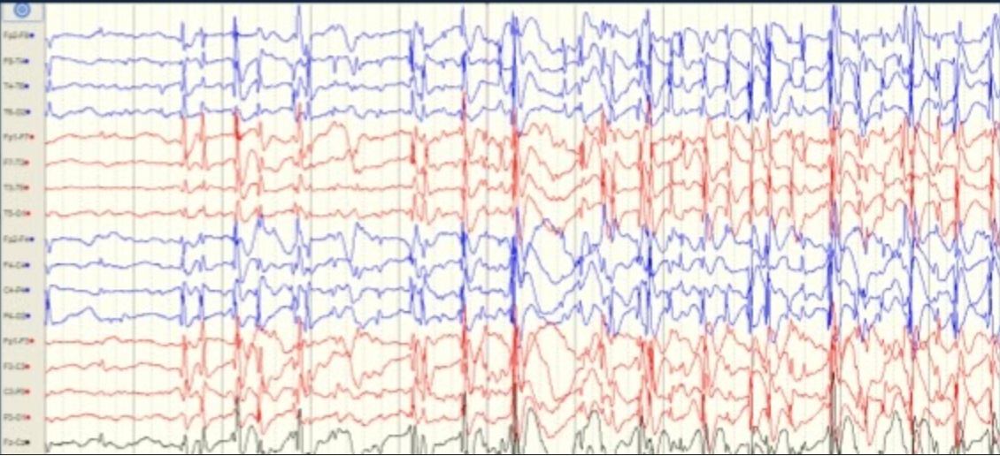 Fp2-F8
F8-T4
T4-T6
T6-O2
Fp1-F7
F7-T3
T3-T5
T5-O1
Fp2-F4
F4-C4
C4-P4
P4-O2
Fp1-F3
F3-C3
C3-P3
P3-O1
Fz-Cz